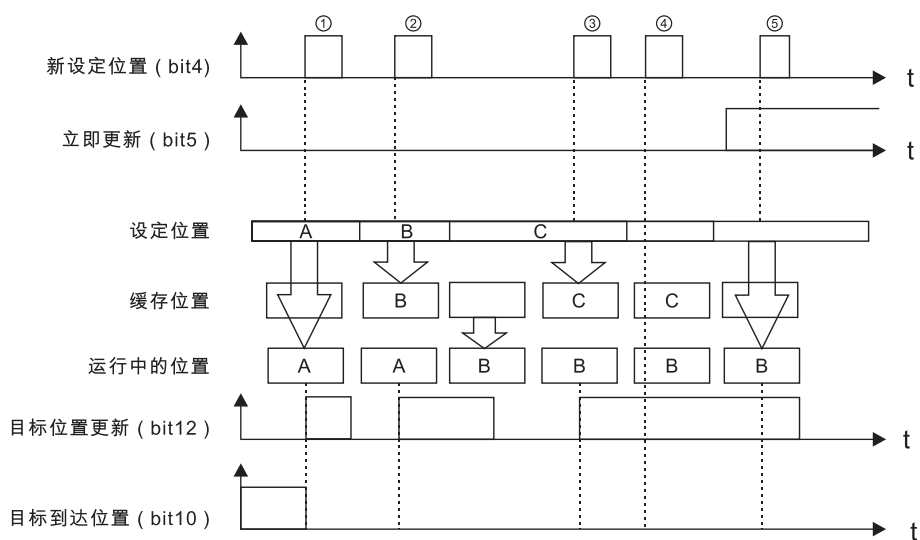 ① ② ③ ④ ⑤
新设定位置(bit4)
t
立即更新(bit5)
t
设定位置 A B C
缓存位置 B C C
运行中的位置 A A B B B B
目标位置更新(bit12)
t
目标到达位置(bit10)
t